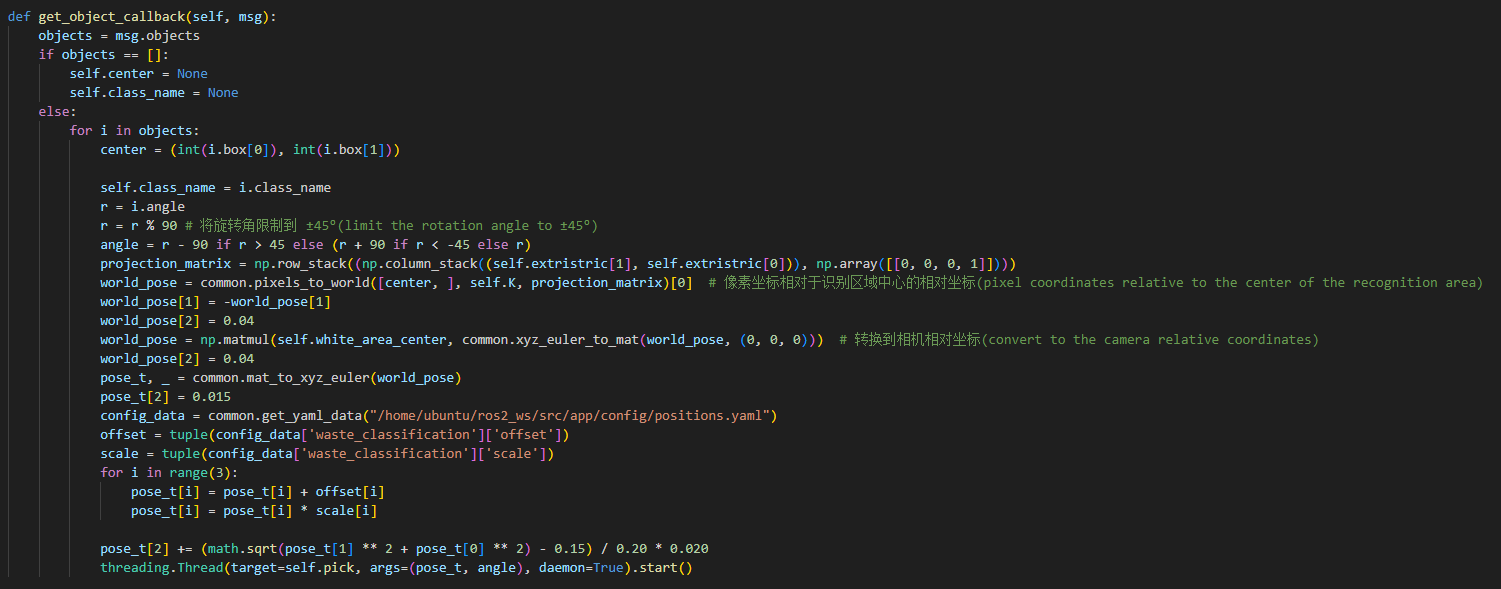 def get_object_callback(self, msg):
    objects = msg.objects
    if objects == []:
        self.center = None
        self.class_name = None
    else:
        for i in objects:
            center = (int(i.box[0]), int(i.box[1]))
            self.class_name = i.class_name
            r = i.angle
            r = r % 90 # 将旋转角限制到 ±45°(limit the rotation angle to ±45°)
            angle = r - 90 if r > 45 else (r + 90 if r < -45 else r)
            projection_matrix = np.row_stack((np.column_stack((self.extristric[1], self.extristric[0])), np.array([[0, 0, 0, 1]])))
            world_pose = common.pixels_to_world([center, ], self.K, projection_matrix)[0]  # 像素坐标相对于识别区域中心的相对坐标(pixel coordinates relative to the center of the recognition area)
            world_pose[1] = -world_pose[1]
            world_pose[2] = 0.04
            world_pose = np.matmul(self.white_area_center, common.xyz_euler_to_mat(world_pose, (0, 0, 0)))  # 转换到相机相对坐标(convert to the camera relative coordinates)
            world_pose[2] = 0.04
            pose_t, _ = common.mat_to_xyz_euler(world_pose)
            pose_t[2] = 0.015
            config_data = common.get_yaml_data("/home/ubuntu/ros2_ws/src/app/config/positions.yaml")
            offset = tuple(config_data['waste_classification']['offset'])
            scale = tuple(config_data['waste_classification']['scale'])
            for i in range(3):
                pose_t[i] = pose_t[i] + offset[i]
                pose_t[i] = pose_t[i] * scale[i]
            pose_t[2] += (math.sqrt(pose_t[1] ** 2 + pose_t[0] ** 2) - 0.15) / 0.20 * 0.020
            threading.Thread(target=self.pick, args=(pose_t, angle), daemon=True).start()